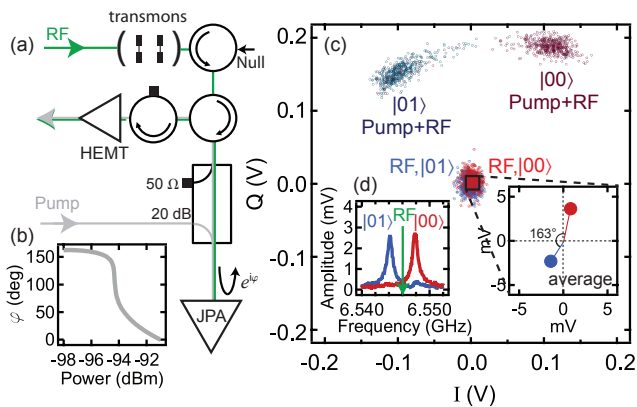 (a)
transmons
RF
Null
HEMT
50 Ω
20 dB
Pump
JPA
e^iφ
(b)
150
100
50
0
φ (deg)
-98 -96 -94 -92
Power (dBm)
(c)
0.2
0.1
0.0
-0.1
-0.2
Q (V)
|01⟩
Pump+RF
|00⟩
Pump+RF
RF,|01⟩
RF,|00⟩
-0.2 -0.1 0.0 0.1 0.2
I (V)
(d)
4
3
2
1
0
Amplitude (mV)
|01⟩
RF
|00⟩
6.540
6.550
Frequency (GHz)
5
0
-5
mV
163°
average
-5 0 5
mV